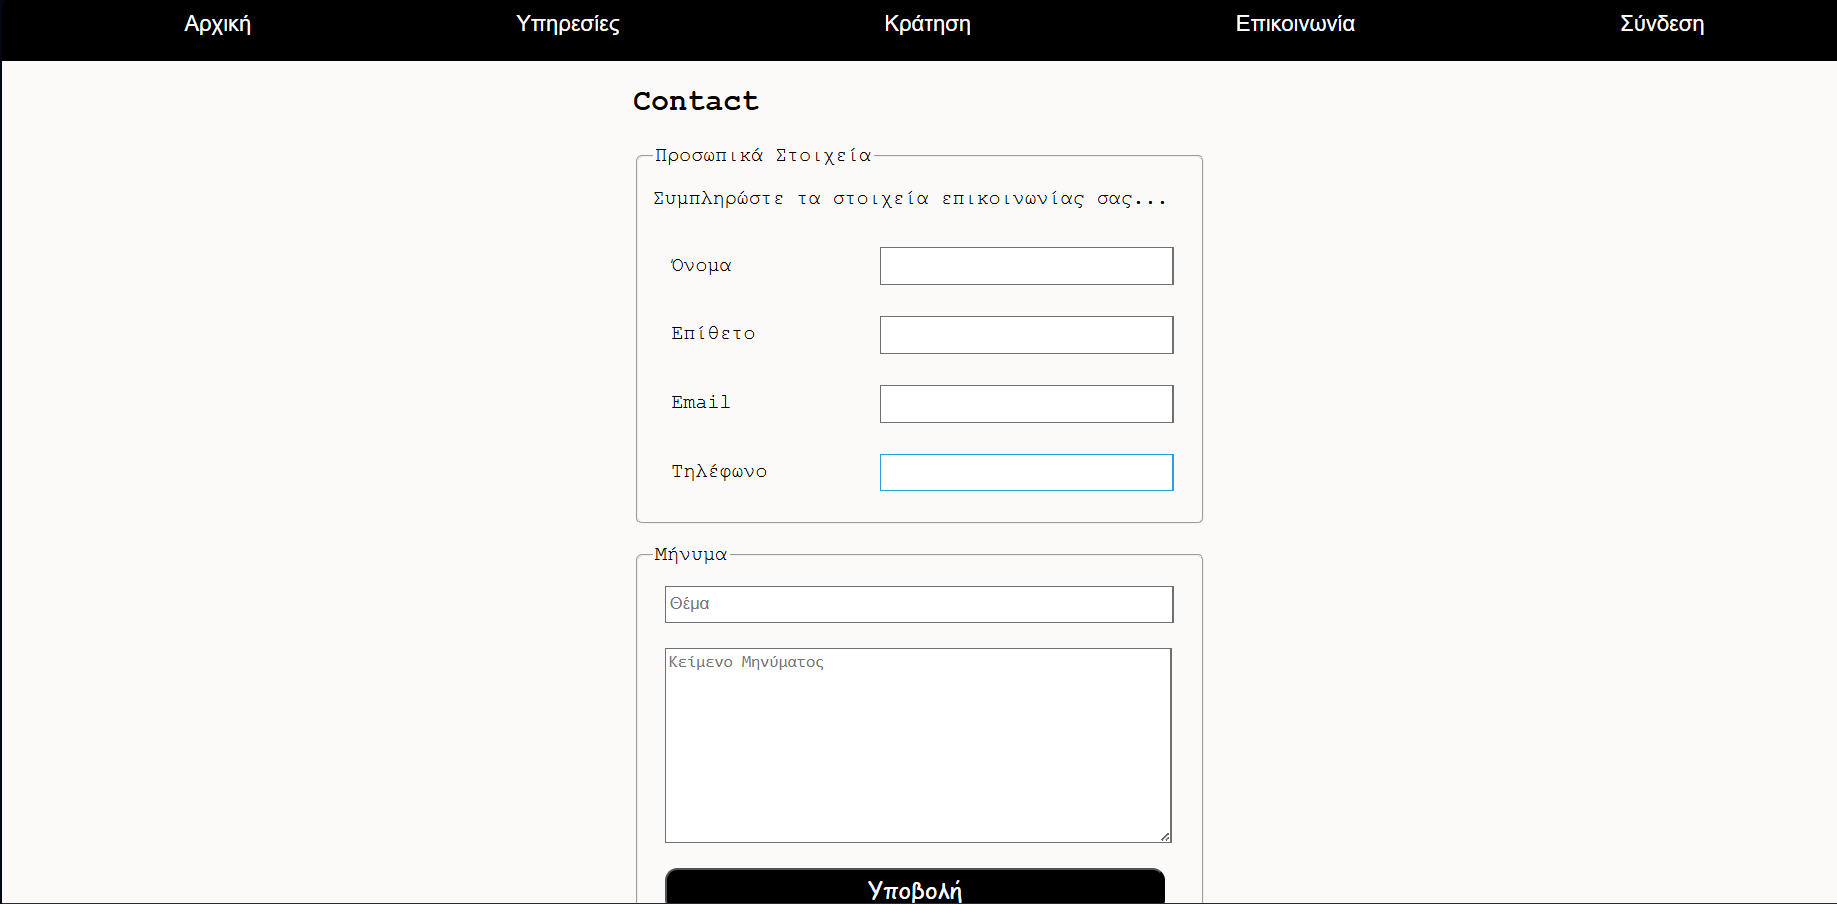 Αρχική Υπηρεσίες Κράτηση Επικοινωνία Σύνδεση
Contact
Προσωπικά Στοιχεία
Συμπληρώστε τα στοιχεία επικοινωνίας σας...
Όνομα
Επίθετο
Email
Τηλέφωνο
Μήνυμα
Θέμα
Κείμενο Μηνύματος
Υποβολή